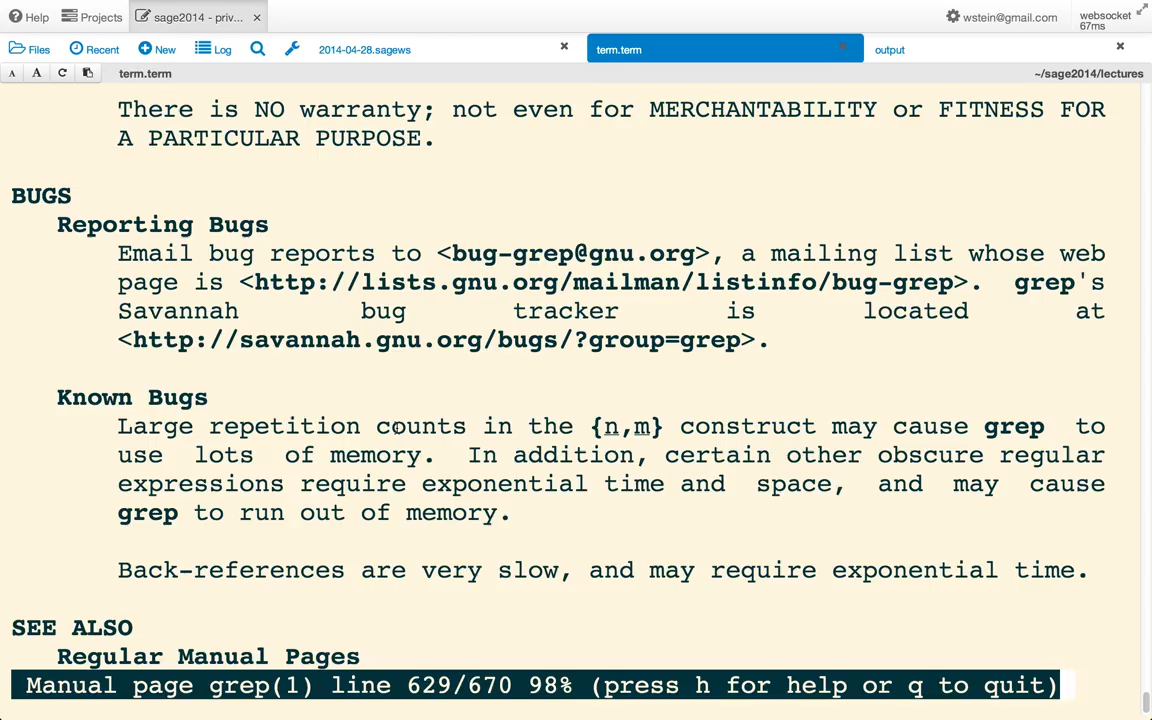 Help Projects sage2014 - priv... × wstein@gmail.com websocket
67ms
Files Recent New Log 2014-04-28.sagews × term.term × output ×
A A C term.term ~/sage2014/lectures
There is NO warranty; not even for MERCHANTABILITY or FITNESS FOR
A PARTICULAR PURPOSE.
BUGS
Reporting Bugs
Email bug reports to <bug-grep@gnu.org>, a mailing list whose web
page is <http://lists.gnu.org/mailman/listinfo/bug-grep>. grep's
Savannah bug tracker is located at
<http://savannah.gnu.org/bugs/?group=grep>.
Known Bugs
Large repetition counts in the {n,m} construct may cause grep to
use lots of memory. In addition, certain other obscure regular
expressions require exponential time and space, and may cause
grep to run out of memory.
Back-references are very slow, and may require exponential time.
SEE ALSO
Regular Manual Pages
Manual page grep(1) line 629/670 98% (press h for help or q to quit)